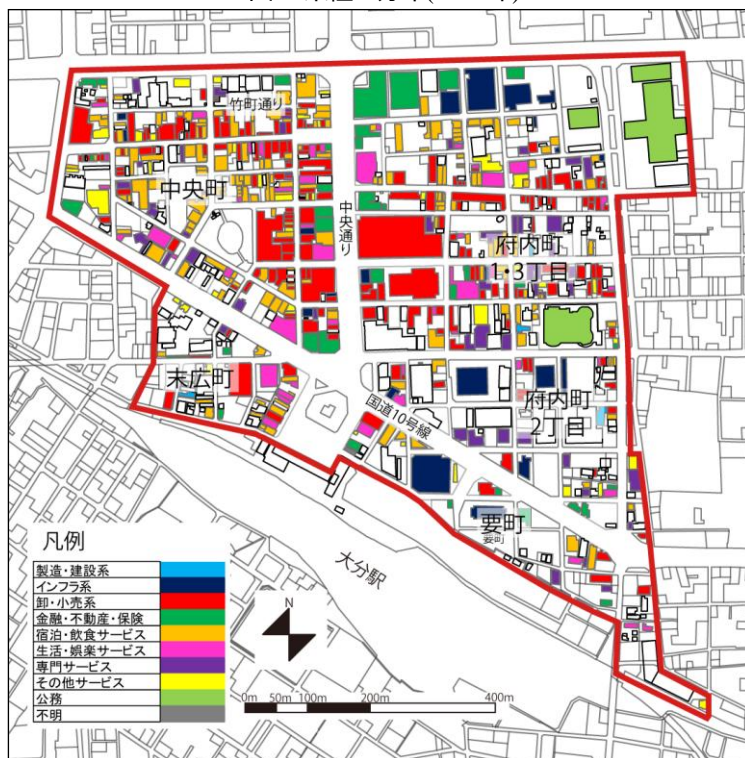 竹町通り
中央町
中央通り
府内町
1・3丁目
末広町
国道10号線
府内町
2丁目
要町
要町
大分駅
凡例
製造・建設系
インフラ系
卸・小売系
金融・不動産・保険
宿泊・飲食サービス
生活・娯楽サービス
専門サービス
その他サービス
公務
不明
N
0m 50m 100m 200m 400m